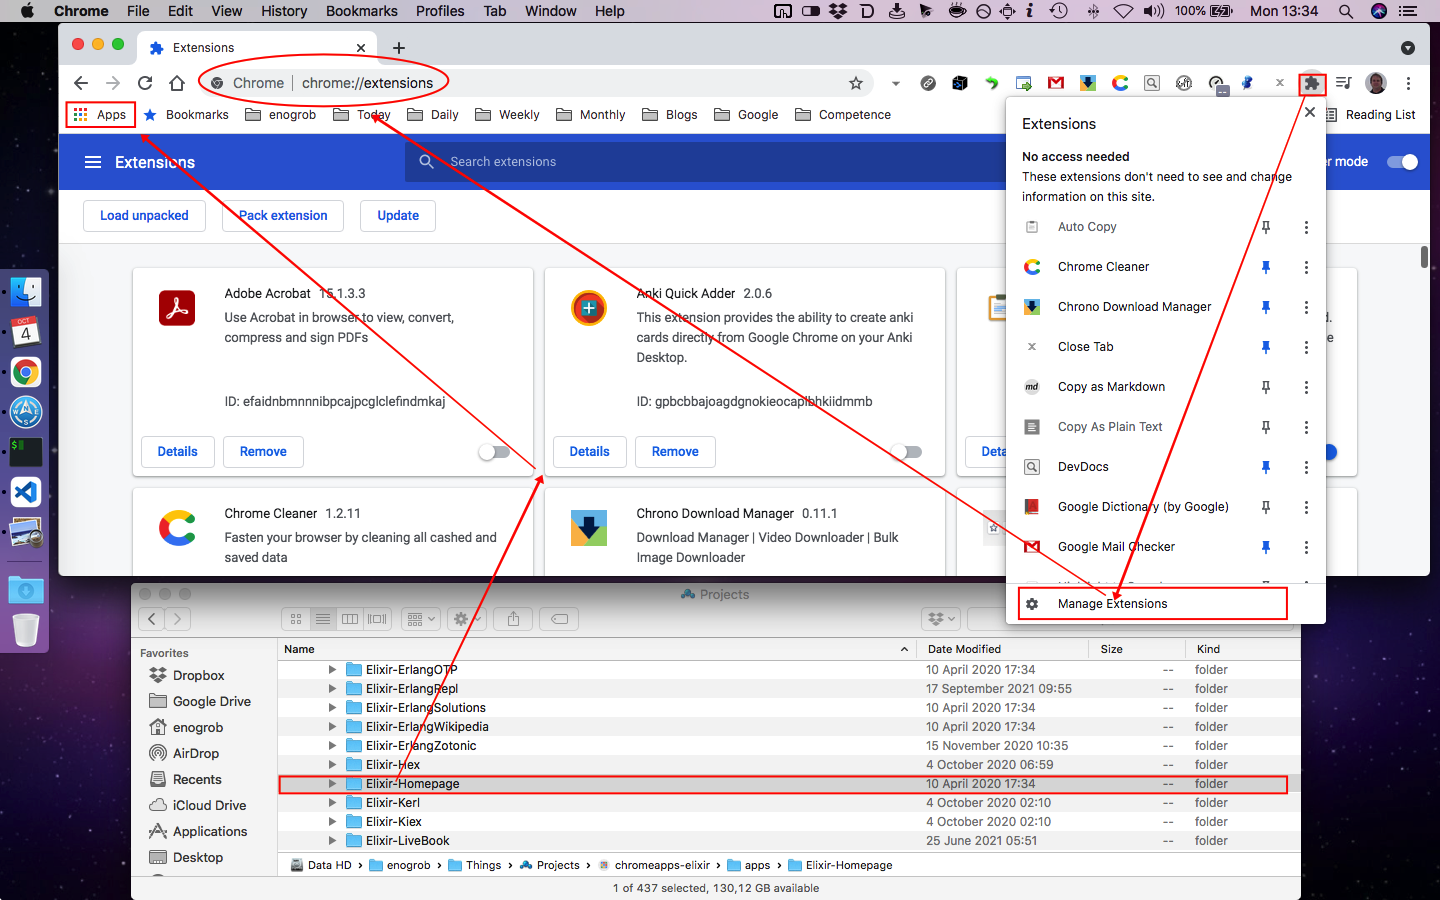 Chrome File Edit View History Bookmarks Profiles Tab Window Help 100% Mon 13:34
Extensions
Chrome | chrome://extensions
Apps Bookmarks enogrob Today Daily Weekly Monthly Blogs Google Competence Reading List
Extensions Search extensions er mode
Load unpacked Pack extension Update
Adobe Acrobat 15.1.3.3
Use Acrobat in browser to view, convert,
compress and sign PDFs
ID: efaidnbmnnnibpcajpcglclefindmkaj
Details Remove
Anki Quick Adder 2.0.6
This extension provides the ability to create anki
cards directly from Google Chrome on your Anki
Desktop.
ID: gpbcbbajoagdgnokieocaplbhkiidmmb
Details Remove
Chrome Cleaner 1.2.11
Fasten your browser by cleaning all cashed and
saved data
Chrono Download Manager 0.11.1
Download Manager | Video Downloader | Bulk
Image Downloader
Extensions
No access needed
These extensions don't need to see and change
information on this site.
Auto Copy
Chrome Cleaner
Chrono Download Manager
Close Tab
md Copy as Markdown
Copy As Plain Text
DevDocs
Google Dictionary (by Google)
Google Mail Checker
Manage Extensions
OCT
4
Projects
Favorites
Dropbox
Google Drive
enogrob
AirDrop
Recents
iCloud Drive
Applications
Desktop
Name Date Modified Size Kind
Elixir-ErlangOTP 10 April 2020 17:34 -- folder
Elixir-ErlangRepl 17 September 2021 09:55 -- folder
Elixir-ErlangSolutions 10 April 2020 17:34 -- folder
Elixir-ErlangWikipedia 10 April 2020 17:34 -- folder
Elixir-ErlangZotonic 15 November 2020 10:35 -- folder
Elixir-Hex 4 October 2020 06:59 -- folder
Elixir-Homepage 10 April 2020 17:34 -- folder
Elixir-Kerl 4 October 2020 02:10 -- folder
Elixir-Kiex 4 October 2020 02:10 -- folder
Elixir-LiveBook 25 June 2021 05:51 -- folder
Data HD › enogrob › Things › Projects › chromeapps-elixir › apps › Elixir-Homepage
1 of 437 selected, 130,12 GB available